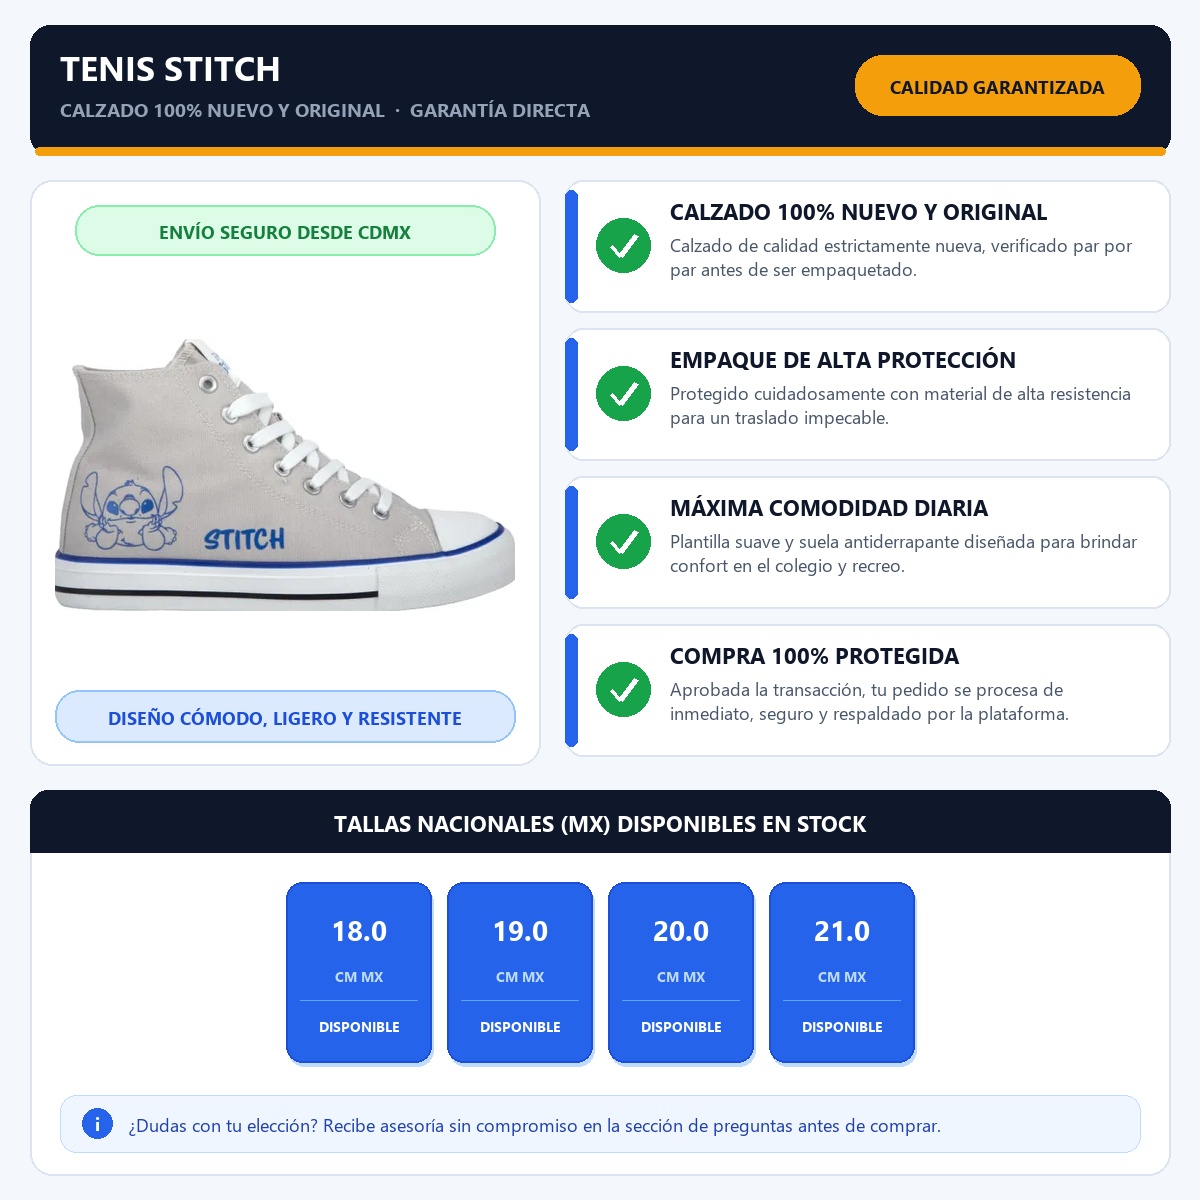 TENIS STITCH
CALZADO 100% NUEVO Y ORIGINAL · GARANTÍA DIRECTA
CALIDAD GARANTIZADA
ENVÍO SEGURO DESDE CDMX
STITCH
DISEÑO CÓMODO, LIGERO Y RESISTENTE
CALZADO 100% NUEVO Y ORIGINAL
Calzado de calidad estrictamente nueva, verificado par por
par antes de ser empaquetado.
EMPAQUE DE ALTA PROTECCIÓN
Protegido cuidadosamente con material de alta resistencia
para un traslado impecable.
MÁXIMA COMODIDAD DIARIA
Plantilla suave y suela antiderrapante diseñada para brindar
confort en el colegio y recreo.
COMPRA 100% PROTEGIDA
Aprobada la transacción, tu pedido se procesa de
inmediato, seguro y respaldado por la plataforma.
TALLAS NACIONALES (MX) DISPONIBLES EN STOCK
18.0
CM MX
DISPONIBLE
19.0
CM MX
DISPONIBLE
20.0
CM MX
DISPONIBLE
21.0
CM MX
DISPONIBLE
i
¿Dudas con tu elección? Recibe asesoría sin compromiso en la sección de preguntas antes de comprar.